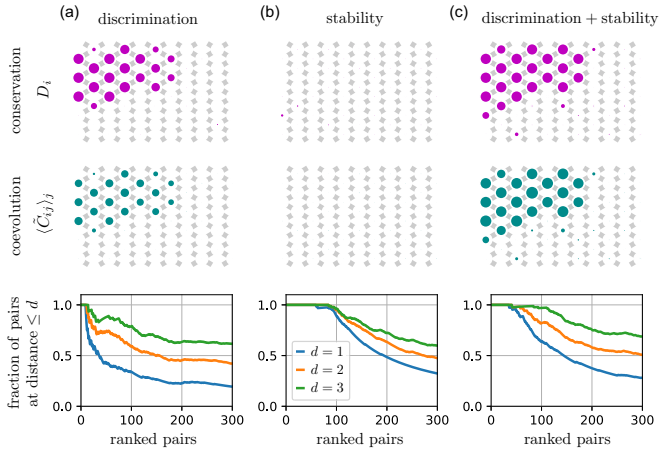 (a) discrimination
(b) stability
(c) discrimination + stability
conservation
D_i
coevolution
⟨C̃_ij⟩_j
fraction of pairs
at distance ≤ d
1.0
0.5
0.0
0 100 200 300
ranked pairs
1.0
0.5
0.0
0 100 200 300
ranked pairs
d = 1
d = 2
d = 3
1.0
0.5
0.0
0 100 200 300
ranked pairs